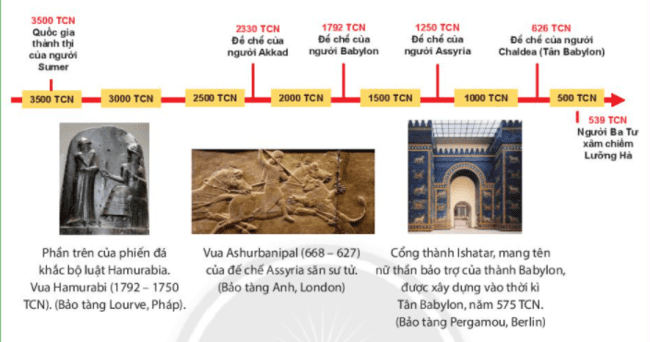 3500 TCN
Quốc gia
thành thị
của người
Sumer
2330 TCN
Đế chế của
người Akkad
1792 TCN
Đế chế của
người Babylon
1250 TCN
Đế chế của
người Assyria
626 TCN
Đế chế của người
Chaldea (Tân Babylon)
3500 TCN
3000 TCN
2500 TCN
2000 TCN
1500 TCN
1000 TCN
500 TCN
539 TCN
Người Ba Tư
xâm chiếm
Lưỡng Hà
Phần trên của phiến đá
khắc bộ luật Hamurabia.
Vua Hamurabi (1792 – 1750
TCN). (Bảo tàng Lourve, Pháp).
Vua Ashurbanipal (668 – 627)
của đế chế Assyria săn sư tử.
(Bảo tàng Anh, London)
Cổng thành Ishatar, mang tên
nữ thần bảo trợ của thành Babylon,
được xây dựng vào thời kì
Tân Babylon, năm 575 TCN.
(Bảo tàng Pergamou, Berlin)